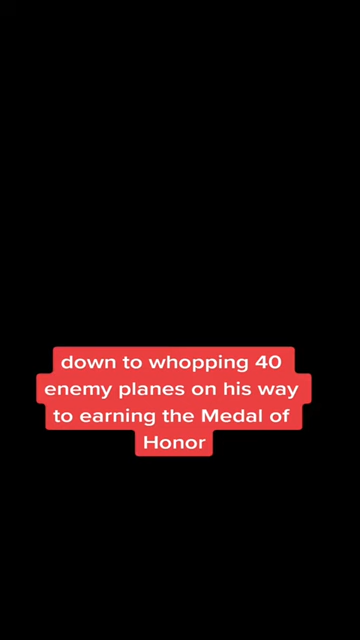 down to whopping 40
enemy planes on his way
to earning the Medal of
Honor